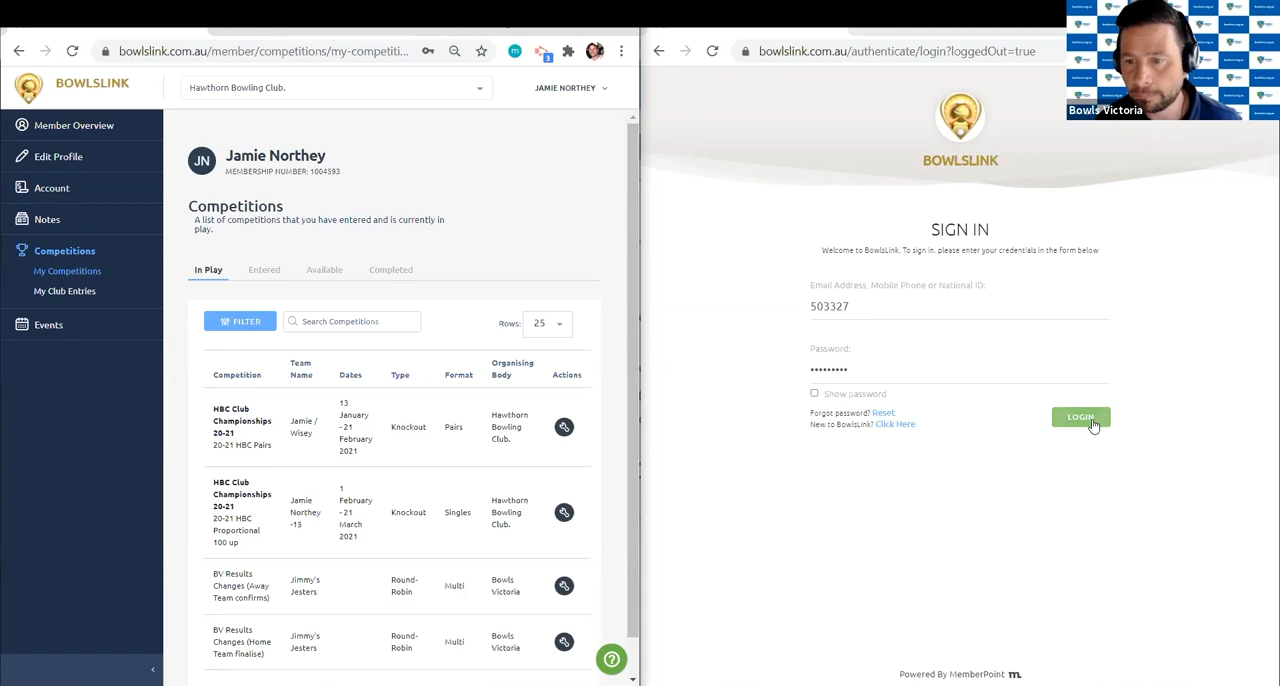 bowlslink.com.au/member/competitions/my-competiti...
3
BOWLSLINK
Hawthorn Bowling Club.
JAMIE NORTHEY
Member Overview
Edit Profile
Account
Notes
Competitions
My Competitions
My Club Entries
Events
JN
Jamie Northey
MEMBERSHIP NUMBER: 1004593
Competitions
A list of competitions that you have entered and is currently in
play.
In Play Entered Available Completed
FILTER
Search Competitions
Rows: 25
Competition
Team
Name
Dates
Type
Format
Organising
Body
Actions
HBC Club
Championships
20-21
20-21 HBC Pairs
Jamie /
Wisey
13
January
- 21
February
2021
Knockout
Pairs
Hawthorn
Bowling
Club.
HBC Club
Championships
20-21
20-21 HBC
Proportional
100 up
Jamie
Northey
-15
1
February
- 21
March
2021
Knockout
Singles
Hawthorn
Bowling
Club.
BV Results
Changes (Away
Team confirms)
Jimmy's
Jesters
Round-
Robin
Multi
Bowls
Victoria
BV Results
Changes (Home
Team finalise)
Jimmy's
Jesters
Round-
Robin
Multi
Bowls
Victoria
bowlslink.com.au/authenticate/login?loggedOut=true
Bowls Victoria
BOWLSLINK
SIGN IN
Welcome to BowlsLink. To sign in, please enter your credentials in the form below
Email Address, Mobile Phone or National ID:
503327
Password:
•••••••••
Show password
Forgot password? Reset
New to BowlsLink? Click Here
LOGIN
Powered By MemberPoint m.